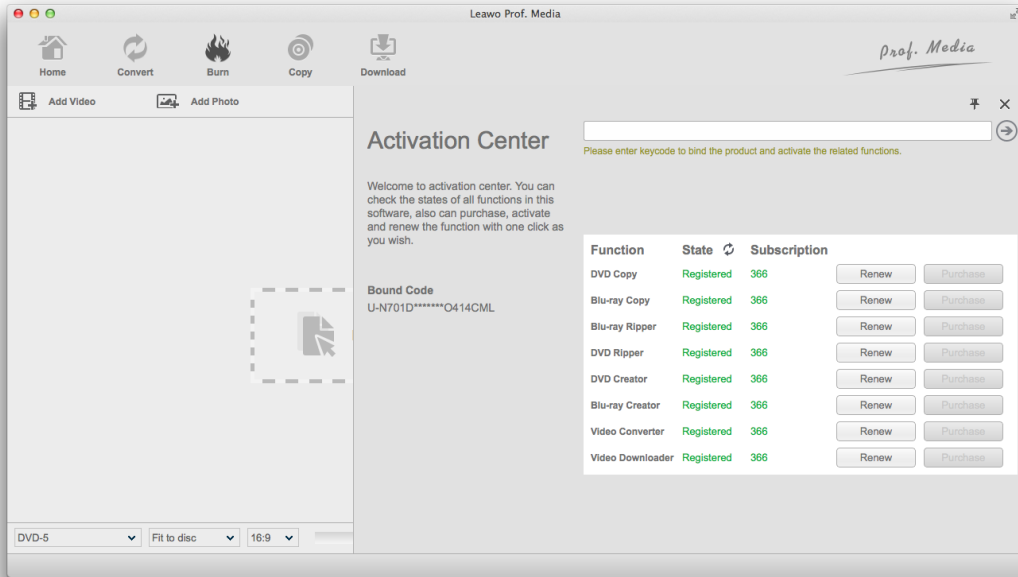 Leawo Prof. Media
Home Convert Burn Copy Download
Prof. Media
Add Video Add Photo
Activation Center
Please enter keycode to bind the product and activate the related functions.
Welcome to activation center. You can
check the states of all functions in this
software, also can purchase, activate
and renew the function with one click as
you wish.
Bound Code
U-N701D*******O414CML
Function State Subscription
DVD Copy Registered 366 Renew Purchase
Blu-ray Copy Registered 366 Renew Purchase
Blu-ray Ripper Registered 366 Renew Purchase
DVD Ripper Registered 366 Renew Purchase
DVD Creator Registered 366 Renew Purchase
Blu-ray Creator Registered 366 Renew Purchase
Video Converter Registered 366 Renew Purchase
Video Downloader Registered 366 Renew Purchase
DVD-5 Fit to disc 16:9